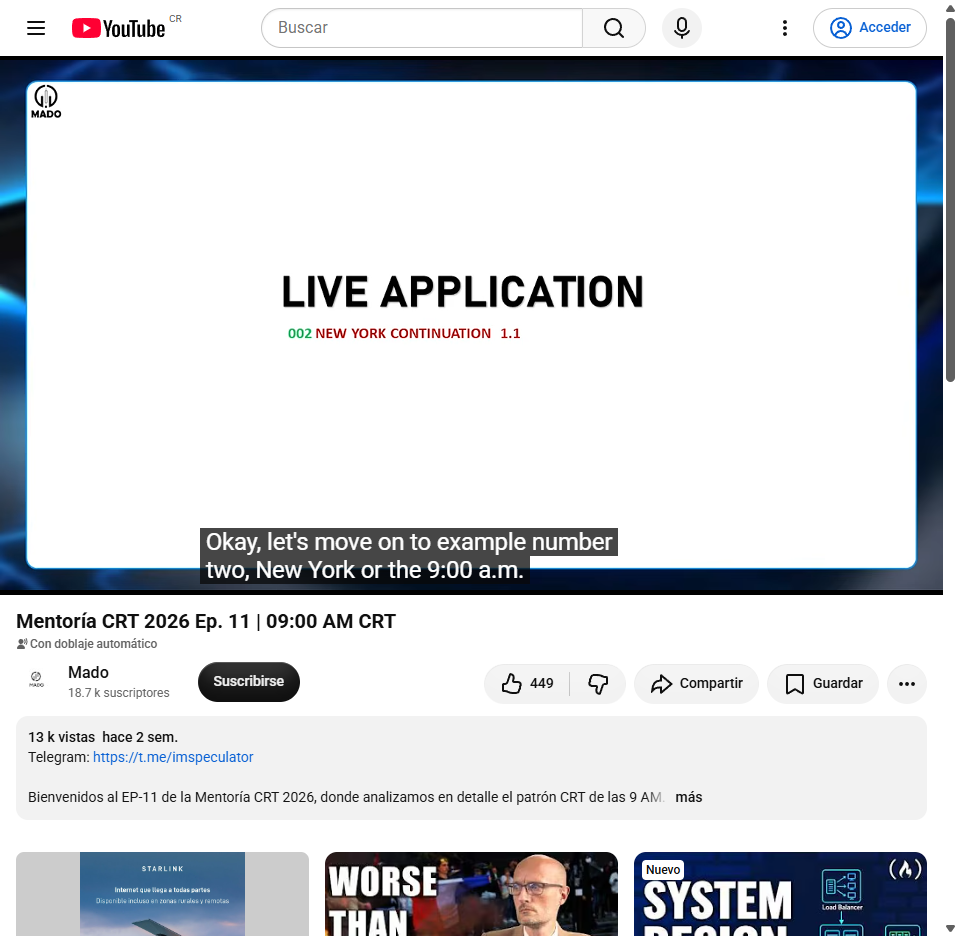 YouTube CR
Buscar
Acceder
MADO
LIVE APPLICATION
002 NEW YORK CONTINUATION 1.1
Okay, let's move on to example number
two, New York or the 9:00 a.m.
Mentoría CRT 2026 Ep. 11 | 09:00 AM CRT
Con doblaje automático
MADO
Mado
18.7 k suscriptores
Suscribirse
449
Compartir
Guardar
13 k vistas hace 2 sem.
Telegram: https://t.me/imspeculator
Bienvenidos al EP-11 de la Mentoría CRT 2026, donde analizamos en detalle el patrón CRT de las 9 AM. más
STARLINK
Internet que llega a todas partes
Disponible incluso en zonas rurales y remotas
WORSE
THAN
Nuevo
SYSTEM
DESIGN
Load Balancer